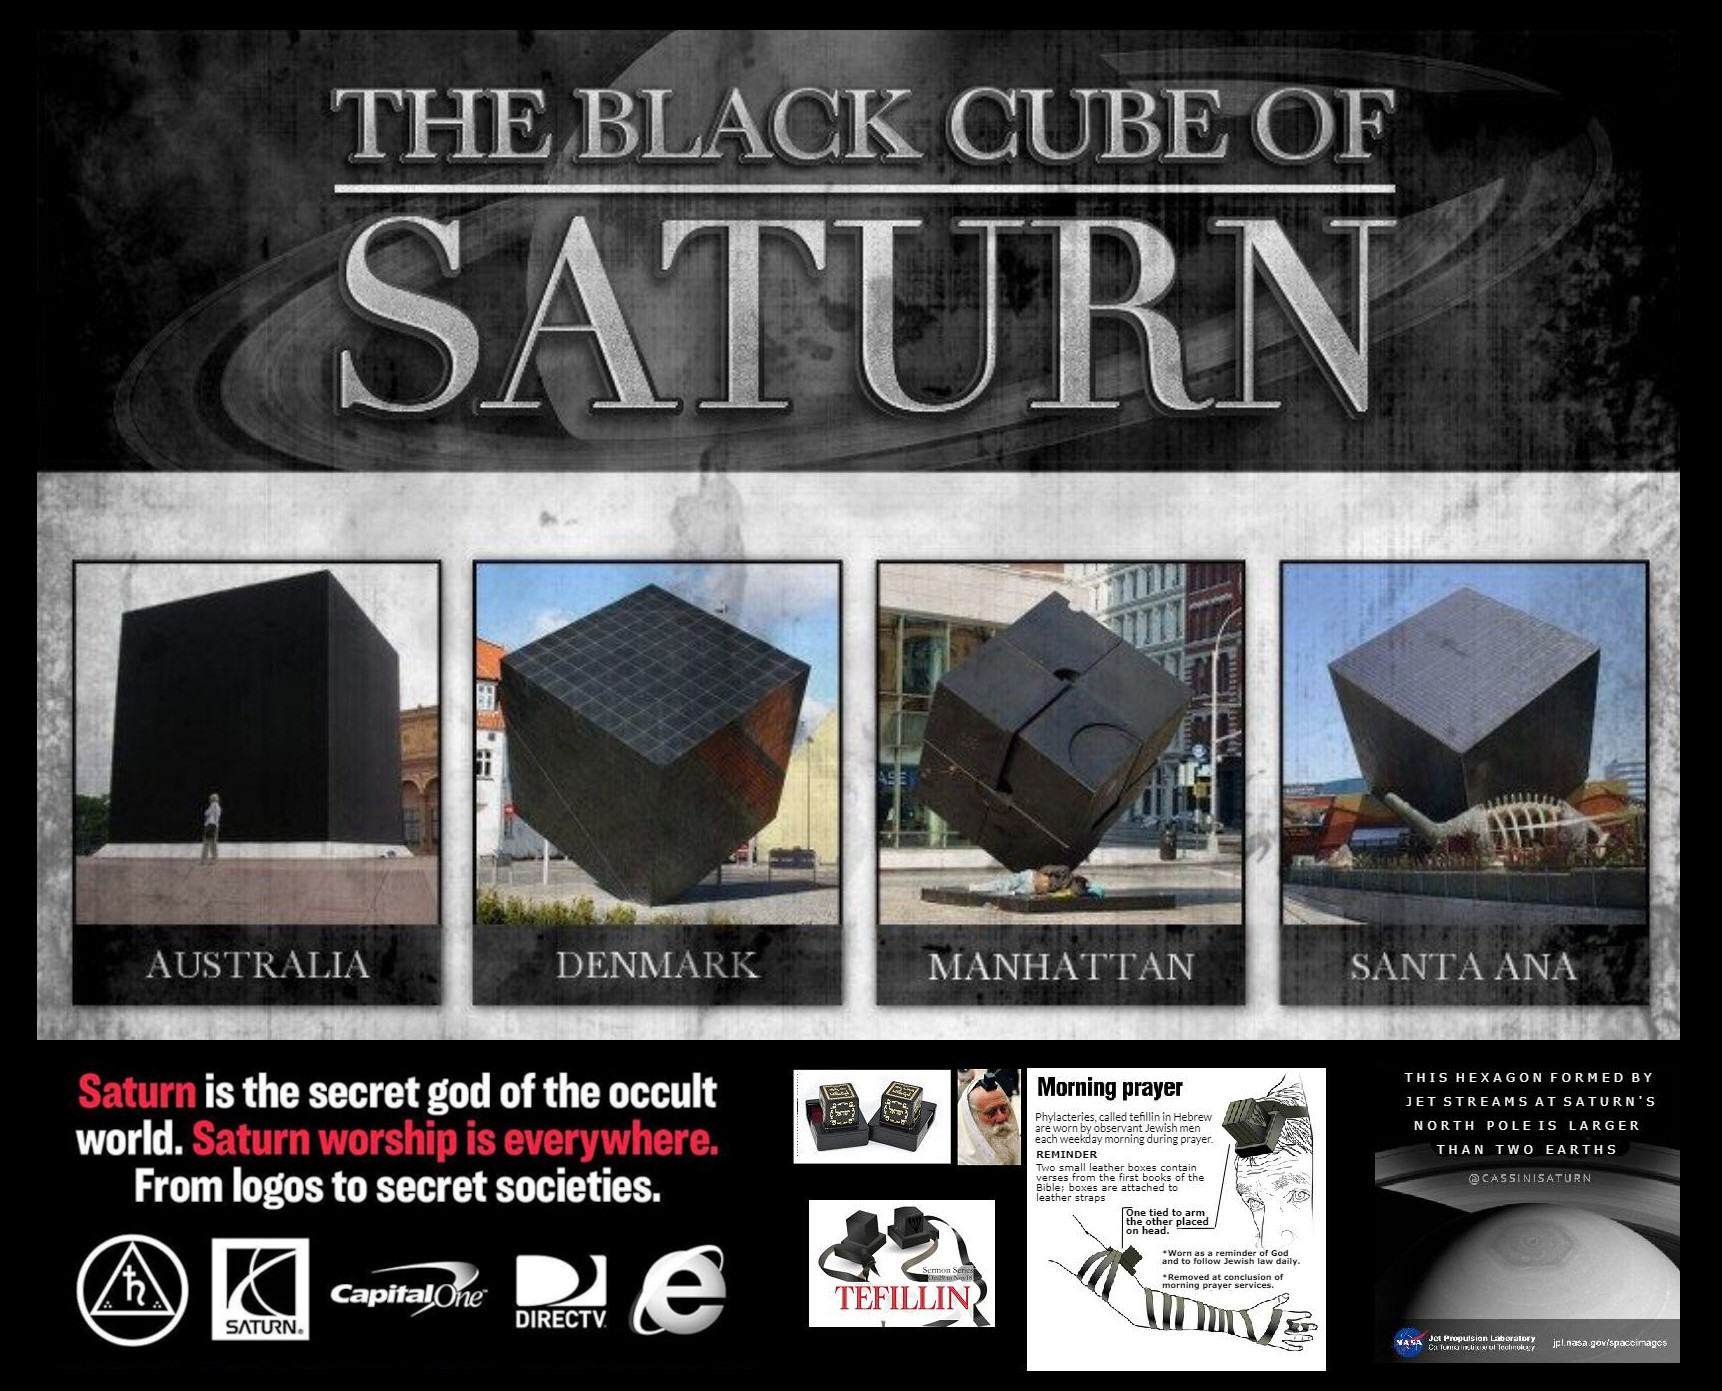 THE BLACK CUBE OF
SATURN
AUSTRALIA
DENMARK
MANHATTAN
SANTA ANA
Saturn is the secret god of the occult
world. Saturn worship is everywhere.
From logos to secret societies.
SATURN
CapitalOne
DIRECTV
e
Sermon Series
TEFILLIN
Morning prayer
Phylacteries, called tefillin in Hebrew
are worn by observant Jewish men
each weekday morning during prayer.
REMINDER
Two small leather boxes contain
verses from the first books of the
Bible; boxes are attached to
leather straps
One tied to arm
the other placed
on head.
*Worn as a reminder of God
and to follow Jewish law daily.
*Removed at conclusion of
morning prayer services.
THIS HEXAGON FORMED BY
JET STREAMS AT SATURN'S
NORTH POLE IS LARGER
THAN TWO EARTHS
@CASSINISATURN
NASA
Jet Propulsion Laboratory
California Institute of Technology
jpl.nasa.gov/spaceimages